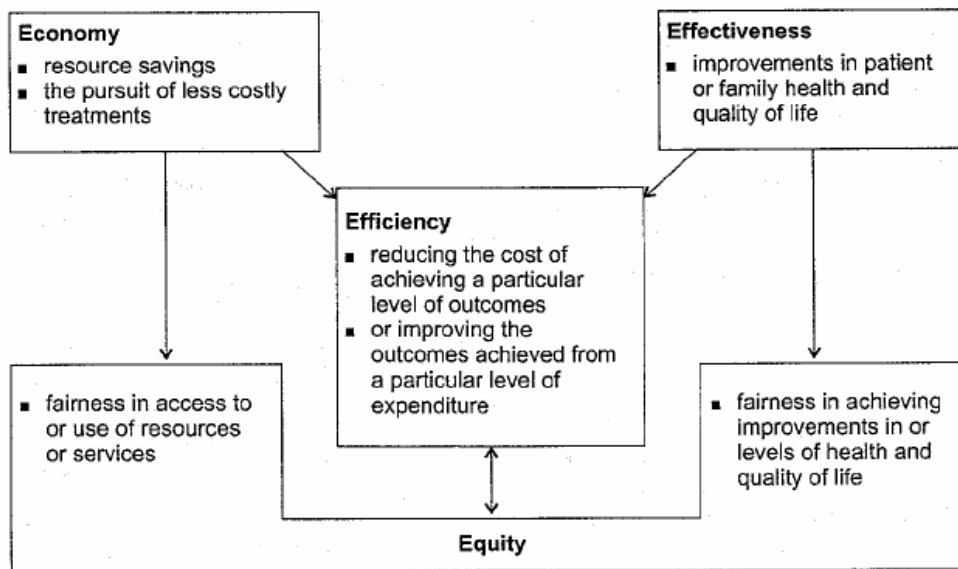 Economy
▪ resource savings
▪ the pursuit of less costly
treatments
Effectiveness
▪ improvements in patient
or family health and
quality of life
Efficiency
▪ reducing the cost of
achieving a particular
level of outcomes
▪ or improving the
outcomes achieved from
a particular level of
expenditure
▪ fairness in access to
or use of resources
or services
▪ fairness in achieving
improvements in or
levels of health and
quality of life
Equity